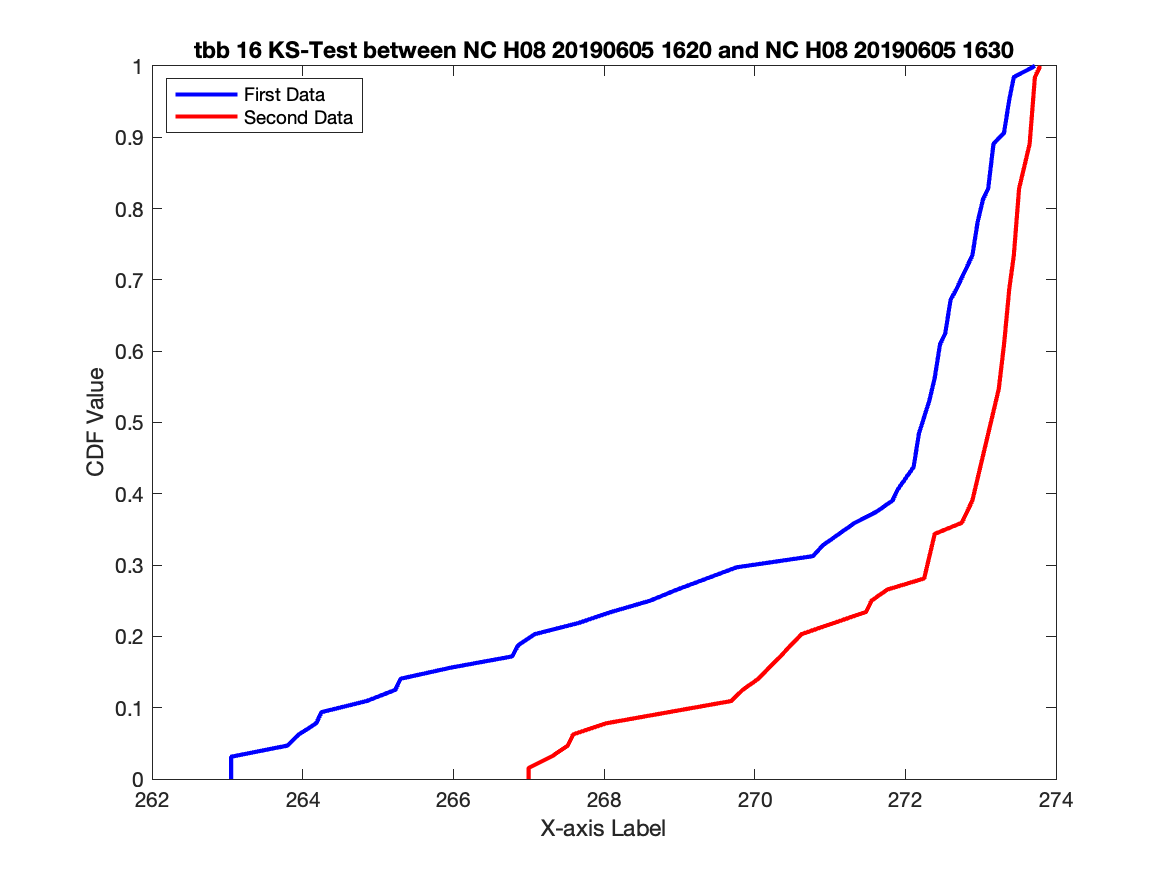 tbb 16 KS-Test between NC H08 20190605 1620 and NC H08 20190605 1630
First Data
Second Data
1
0.9
0.8
0.7
0.6
0.5
0.4
0.3
0.2
0.1
0
CDF Value
262 264 266 268 270 272 274
X-axis Label